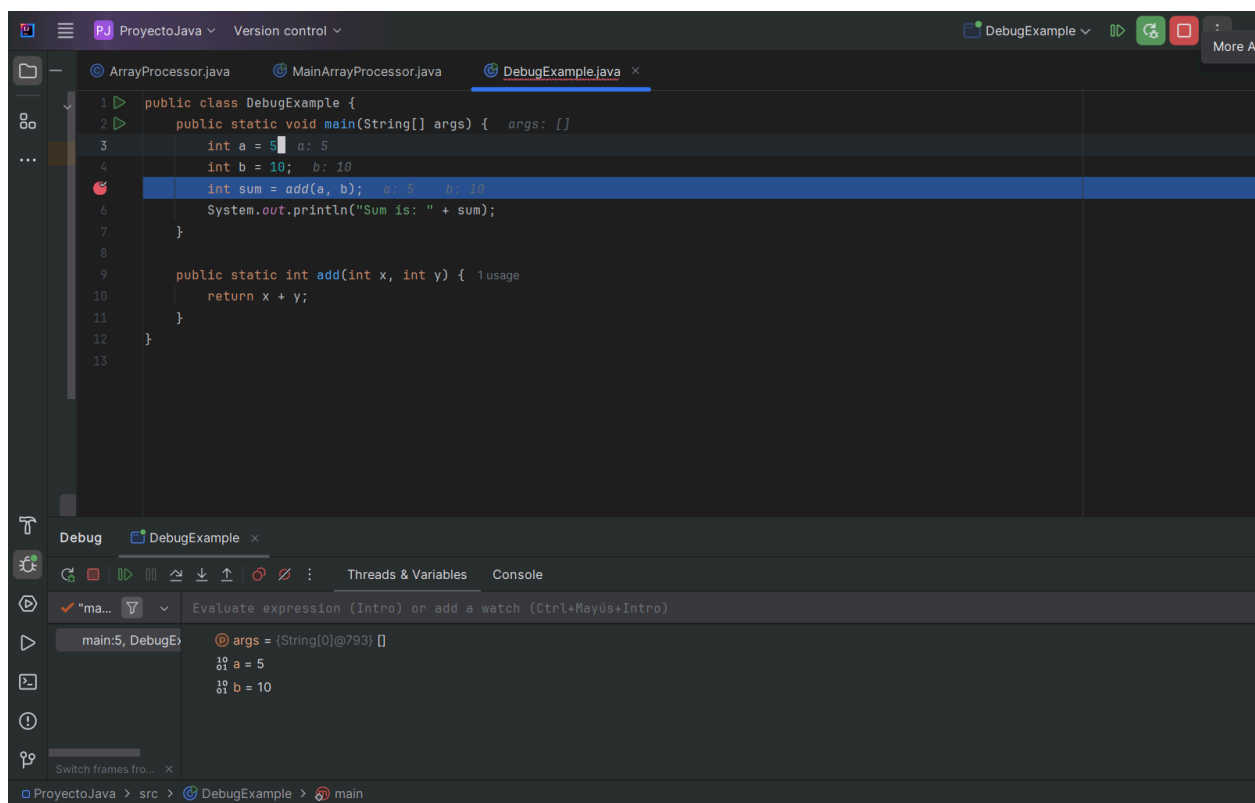 PJ ProyectoJava Version control DebugExample
More A
ArrayProcessor.java MainArrayProcessor.java DebugExample.java
1 public class DebugExample {
2 public static void main(String[] args) { args: []
3 int a = 5 a: 5
4 int b = 10; b: 10
int sum = add(a, b); a: 5 b: 10
6 System.out.println("Sum is: " + sum);
7 }
8
9 public static int add(int x, int y) { 1 usage
10 return x + y;
11 }
12 }
13
Debug DebugExample
Threads & Variables Console
"ma... Evaluate expression (Intro) or add a watch (Ctrl+Mayús+Intro)
main:5, DebugEx
args = {String[0]@793} []
a = 5
b = 10
Switch frames fro...
ProyectoJava > src > DebugExample > main